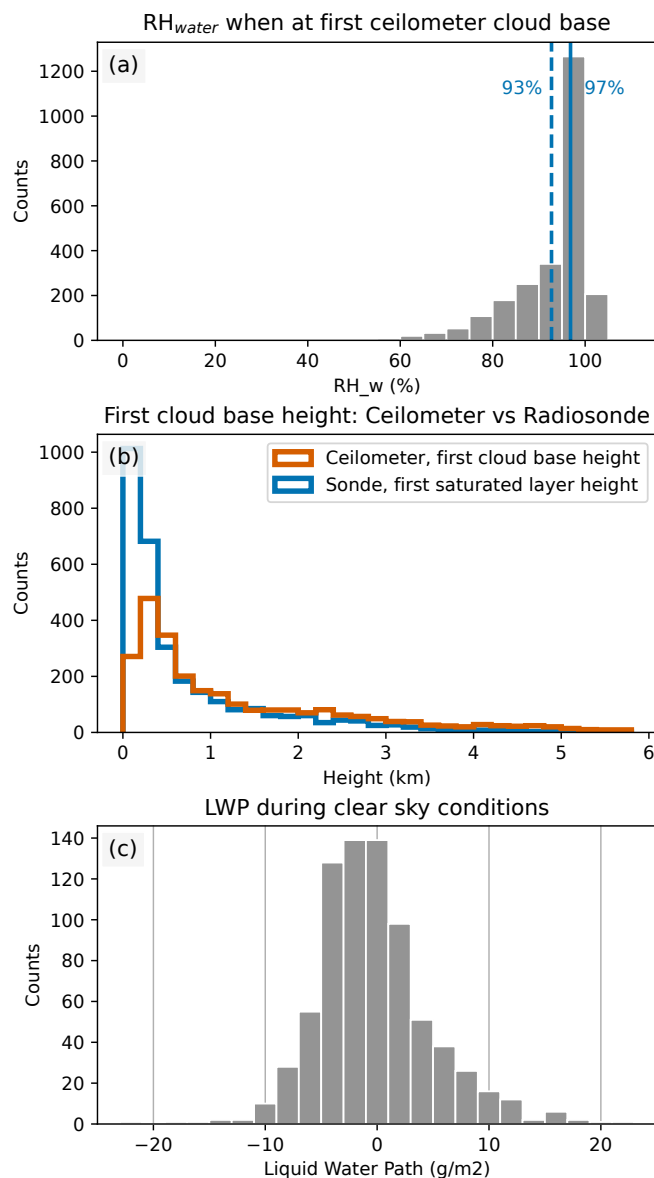 RHwater when at first ceilometer cloud base
(a)
93%
97%
Counts
1200
1000
800
600
400
200
0
0 20 40 60 80 100
RH_w (%)
First cloud base height: Ceilometer vs Radiosonde
(b)
Ceilometer, first cloud base height
Sonde, first saturated layer height
Counts
1000
800
600
400
200
0
0 1 2 3 4 5 6
Height (km)
LWP during clear sky conditions
(c)
Counts
140
120
100
80
60
40
20
0
−20 −10 0 10 20
Liquid Water Path (g/m2)